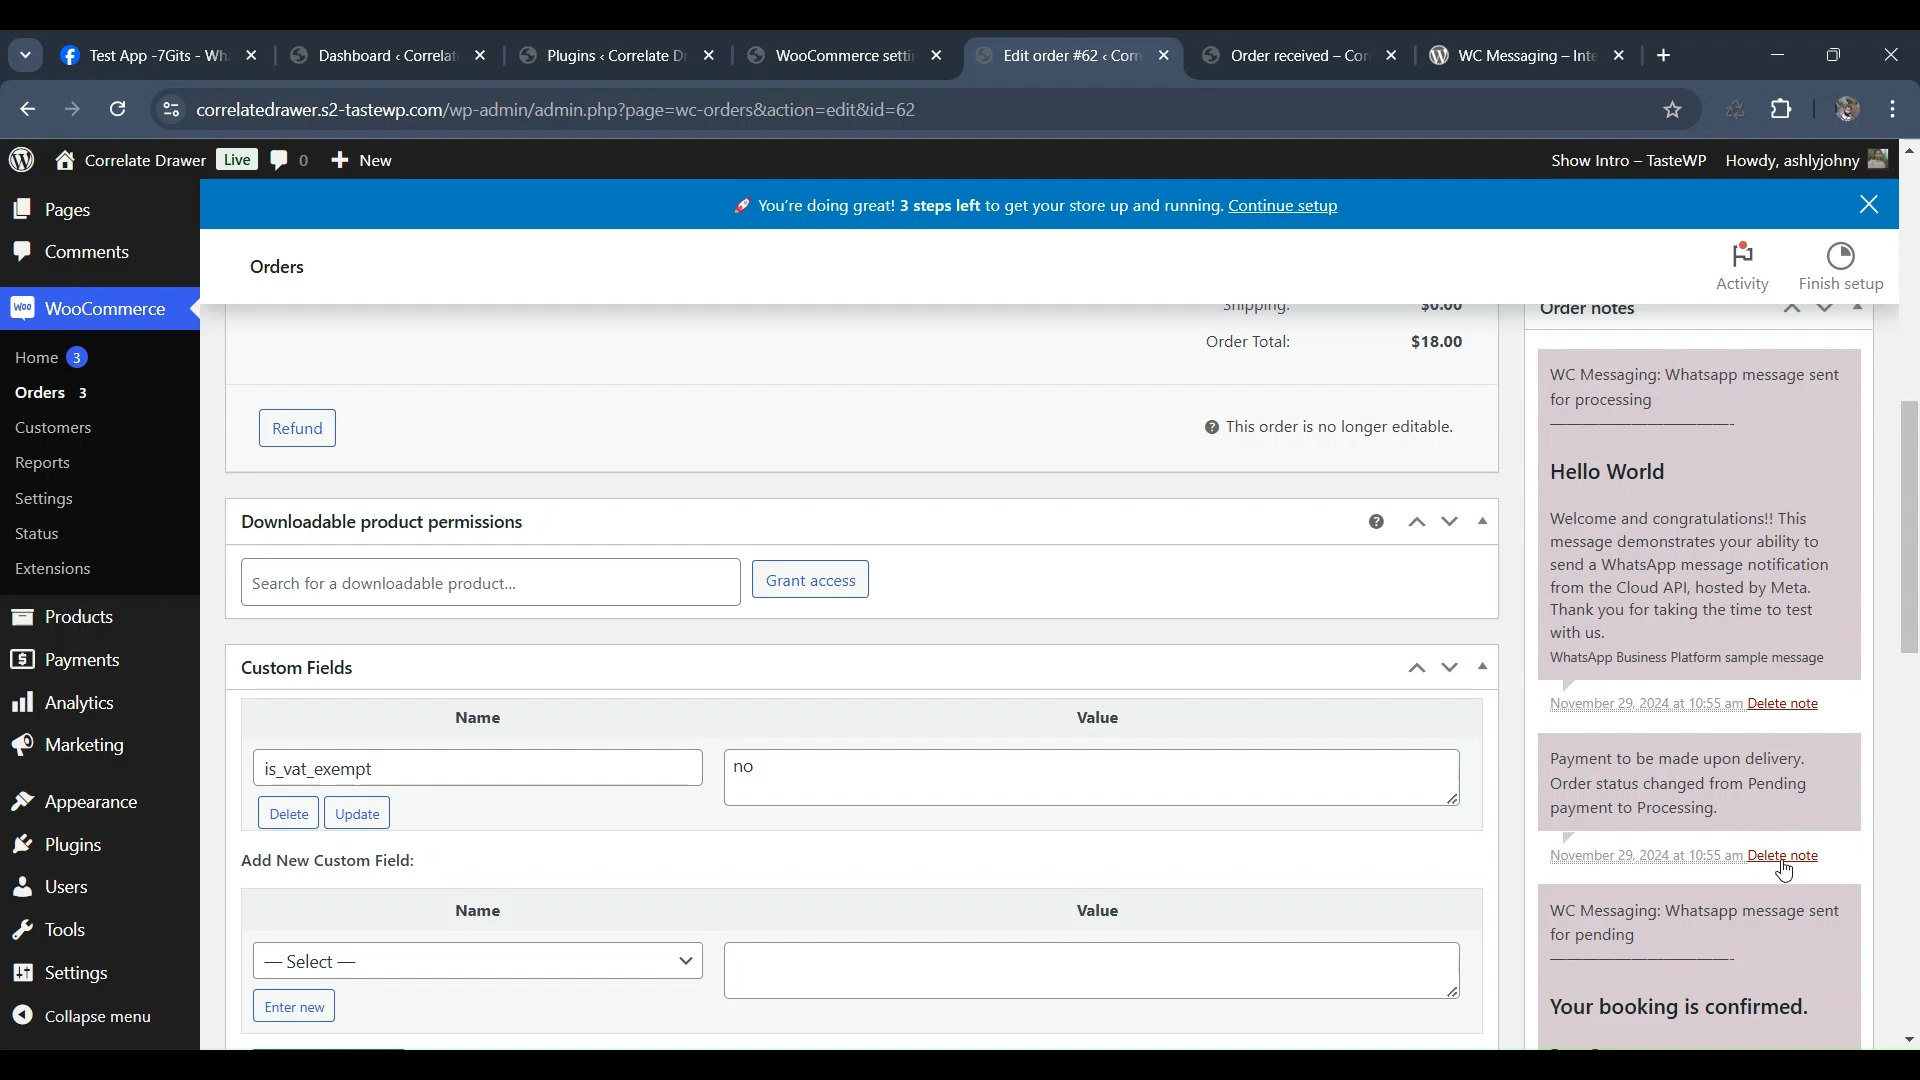 Test App -7Gits - Wh
Dashboard ‹ Correlat
Plugins ‹ Correlate D
WooCommerce setti
Edit order #62 ‹ Corr
Order received – Cor
WC Messaging – Inte
correlatedrawer.s2-tastewp.com/wp-admin/admin.php?page=wc-orders&action=edit&id=62
Correlate Drawer Live 0 New
Show Intro – TasteWP Howdy, ashlyjohny
Pages
Comments
WooCommerce
Home 3
Orders 3
Customers
Reports
Settings
Status
Extensions
Products
Payments
Analytics
Marketing
Appearance
Plugins
Users
Tools
Settings
Collapse menu
🚀 You're doing great! 3 steps left to get your store up and running. Continue setup
Orders
Activity
Finish setup
Shipping: $0.00
Order Total: $18.00
Refund
This order is no longer editable.
Downloadable product permissions
Search for a downloadable product...
Grant access
Custom Fields
Name Value
is_vat_exempt
no
Delete Update
Add New Custom Field:
Name Value
— Select —
Enter new
Order notes
WC Messaging: Whatsapp message sent
for processing
———————————-
Hello World
Welcome and congratulations!! This
message demonstrates your ability to
send a WhatsApp message notification
from the Cloud API, hosted by Meta.
Thank you for taking the time to test
with us.
WhatsApp Business Platform sample message
November 29, 2024 at 10:55 am Delete note
Payment to be made upon delivery.
Order status changed from Pending
payment to Processing.
November 29, 2024 at 10:55 am Delete note
WC Messaging: Whatsapp message sent
for pending
———————————-
Your booking is confirmed.